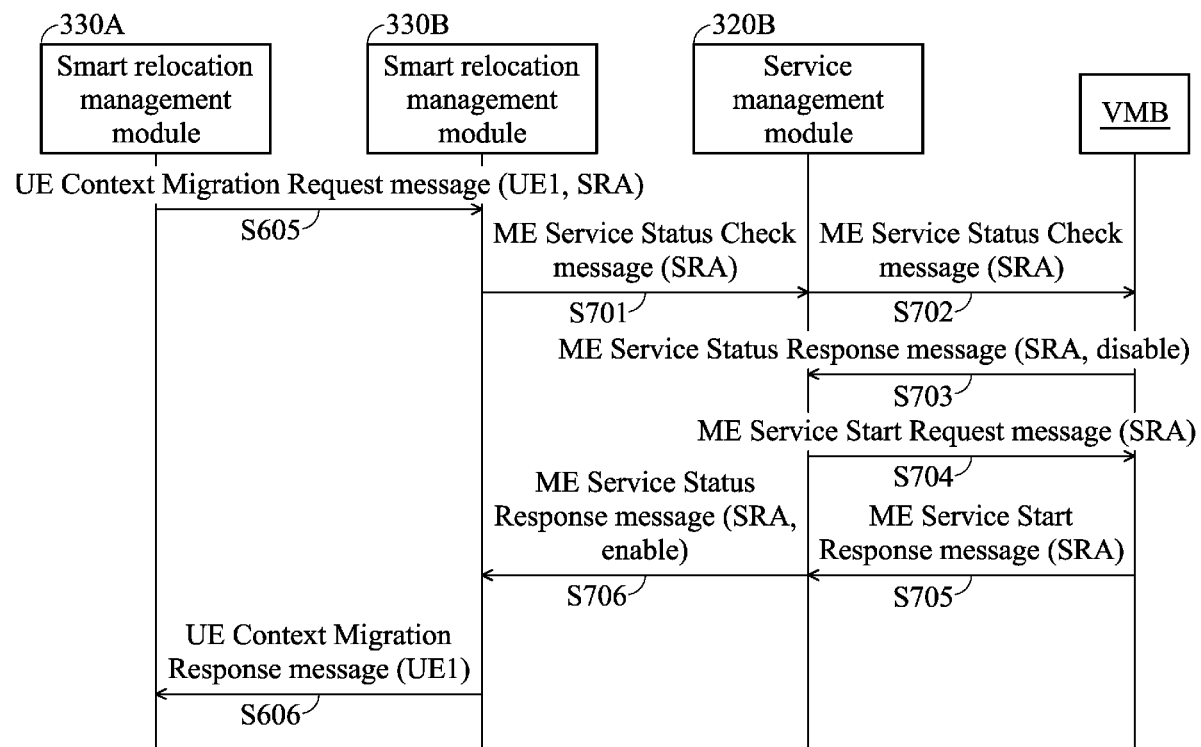 330A
330B
320B
Smart relocation
management
module
Smart relocation
management
module
Service
management
module
VMB
UE Context Migration Request message (UE1, SRA)
S605
ME Service Status Check
message (SRA)
S701
ME Service Status Check
message (SRA)
S702
ME Service Status Response message (SRA, disable)
S703
ME Service Start Request message (SRA)
S704
ME Service Status
Response message (SRA,
enable)
S706
ME Service Start
Response message (SRA)
S705
UE Context Migration
Response message (UE1)
S606